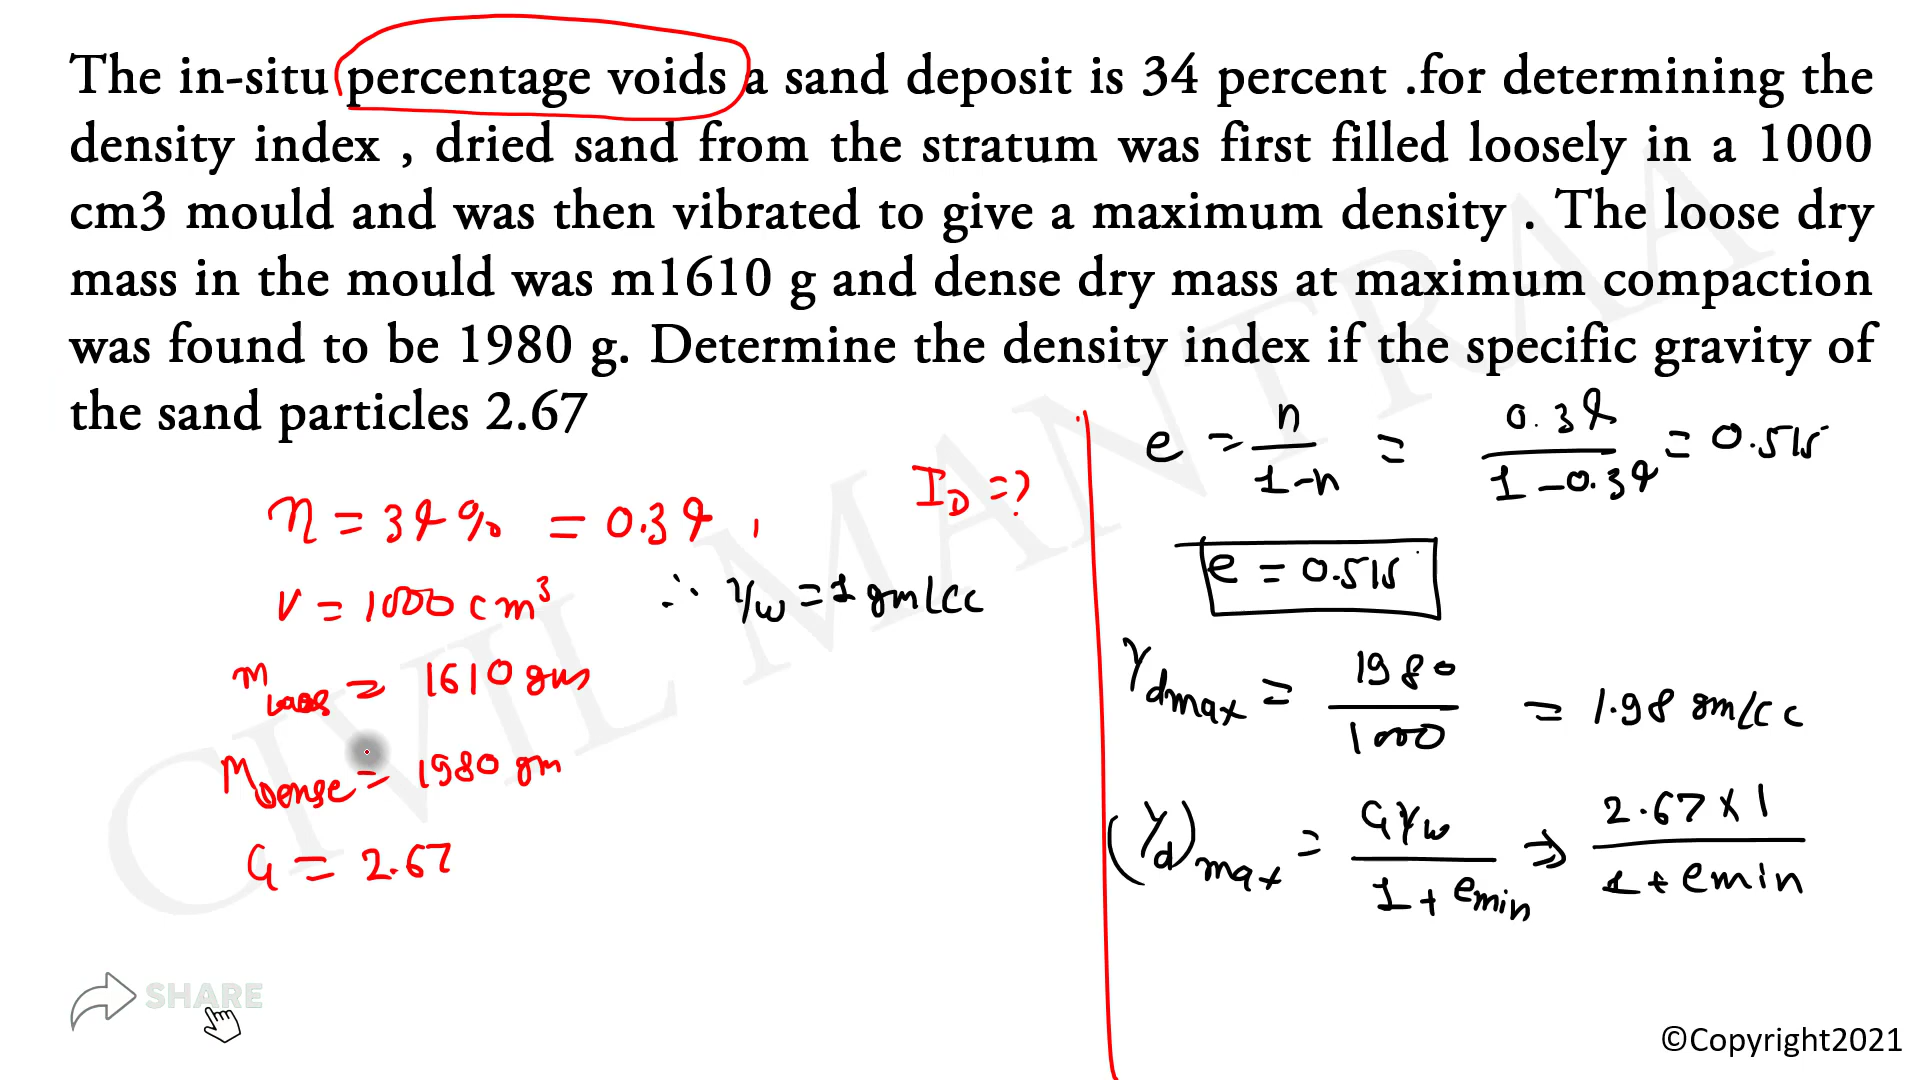 The in-situ percentage voids a sand deposit is 34 percent .for determining the
density index , dried sand from the stratum was first filled loosely in a 1000
cm3 mould and was then vibrated to give a maximum density . The loose dry
mass in the mould was m1610 g and dense dry mass at maximum compaction
was found to be 1980 g. Determine the density index if the specific gravity of
the sand particles 2.67
η = 34 % = 0.34 ,
I_D = ?
V = 1000 cm³
∴ γw = 1 gm/cc
m_loose = 1610 gms
M_Dense = 1980 gm
G = 2.67
e = n/(1-n) = 0.34/(1-0.34) = 0.515
e = 0.515
γdmax = 1980/1000 = 1.98 gm/cc
(γd)max = Gγw/(1+emin) ⇒ 2.67 x 1/(1+emin)
CIVIL MANTRAA
SHARE
©Copyright2021